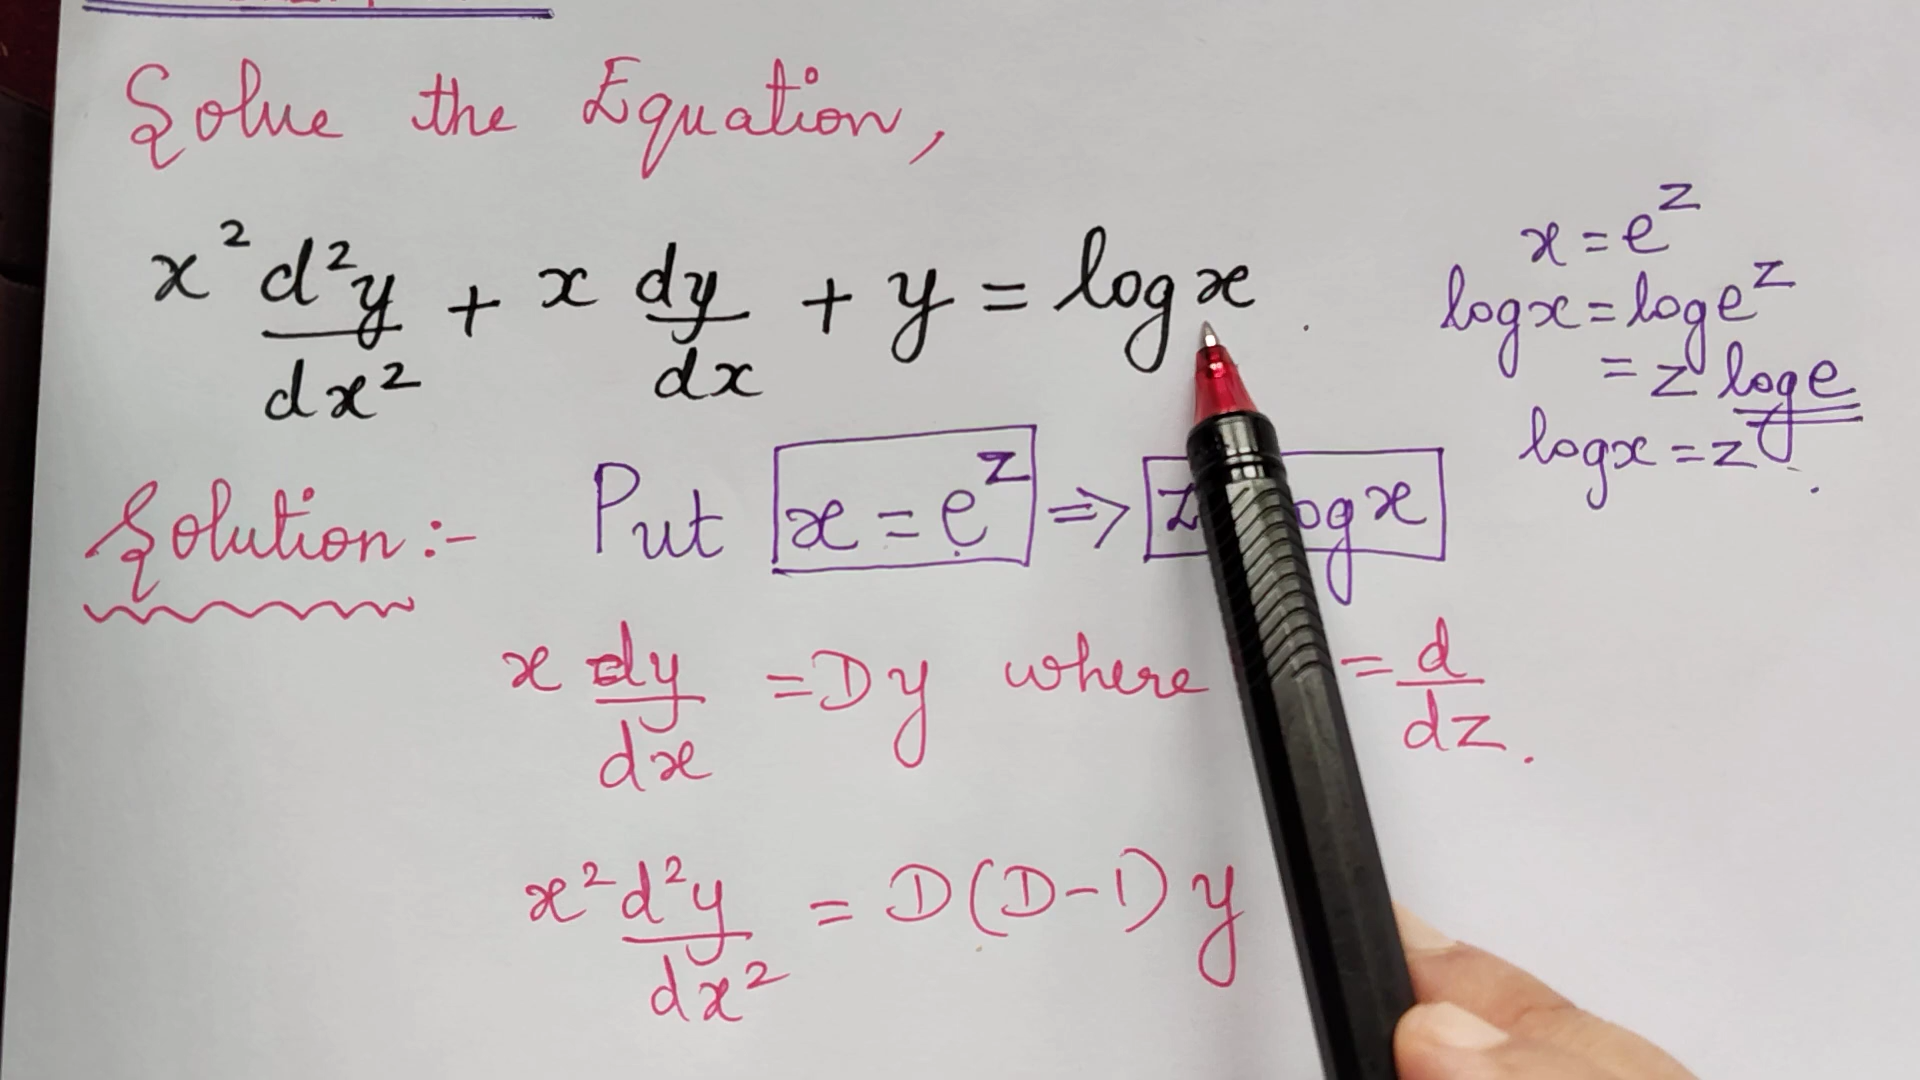 Solve the Equation,
x² d²y/dx² + x dy/dx + y = log x
x = e^z
log x = log e^z
= z log e
log x = z
Solution :-
Put x = e^z ⇒ z log x
x dy/dx = Dy where = d/dz.
x² d²y/dx² = D(D-1) y